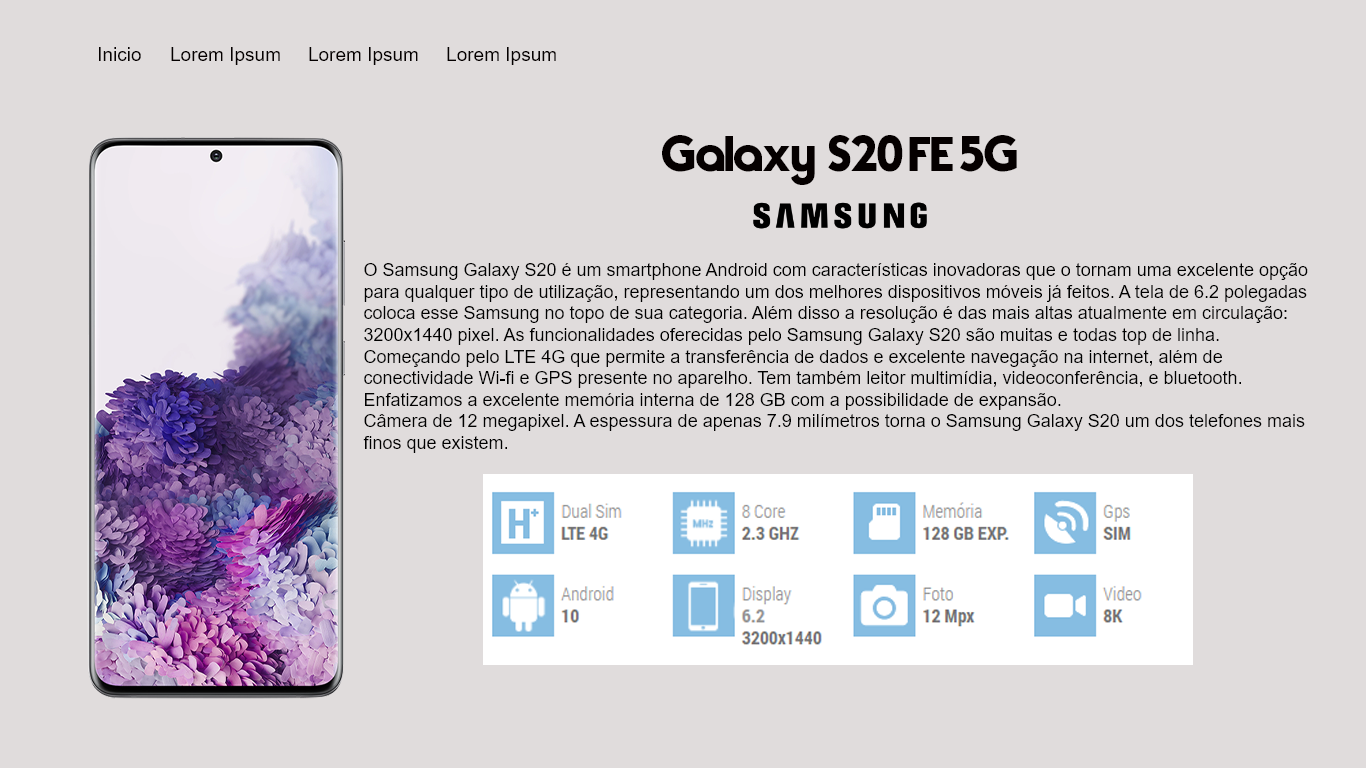 Inicio Lorem Ipsum Lorem Ipsum Lorem Ipsum
Galaxy S20 FE 5G
SAMSUNG
O Samsung Galaxy S20 é um smartphone Android com características inovadoras que o tornam uma excelente opção
para qualquer tipo de utilização, representando um dos melhores dispositivos móveis já feitos. A tela de 6.2 polegadas
coloca esse Samsung no topo de sua categoria. Além disso a resolução é das mais altas atualmente em circulação:
3200x1440 pixel. As funcionalidades oferecidas pelo Samsung Galaxy S20 são muitas e todas top de linha.
Começando pelo LTE 4G que permite a transferência de dados e excelente navegação na internet, além de
conectividade Wi-fi e GPS presente no aparelho. Tem também leitor multimídia, videoconferência, e bluetooth.
Enfatizamos a excelente memória interna de 128 GB com a possibilidade de expansão.
Câmera de 12 megapixel. A espessura de apenas 7.9 milímetros torna o Samsung Galaxy S20 um dos telefones mais
finos que existem.
H+ Dual Sim
LTE 4G
MHz 8 Core
2.3 GHZ
Memória
128 GB EXP.
Gps
SIM
Android
10
Display
6.2
3200x1440
Foto
12 Mpx
Video
8K